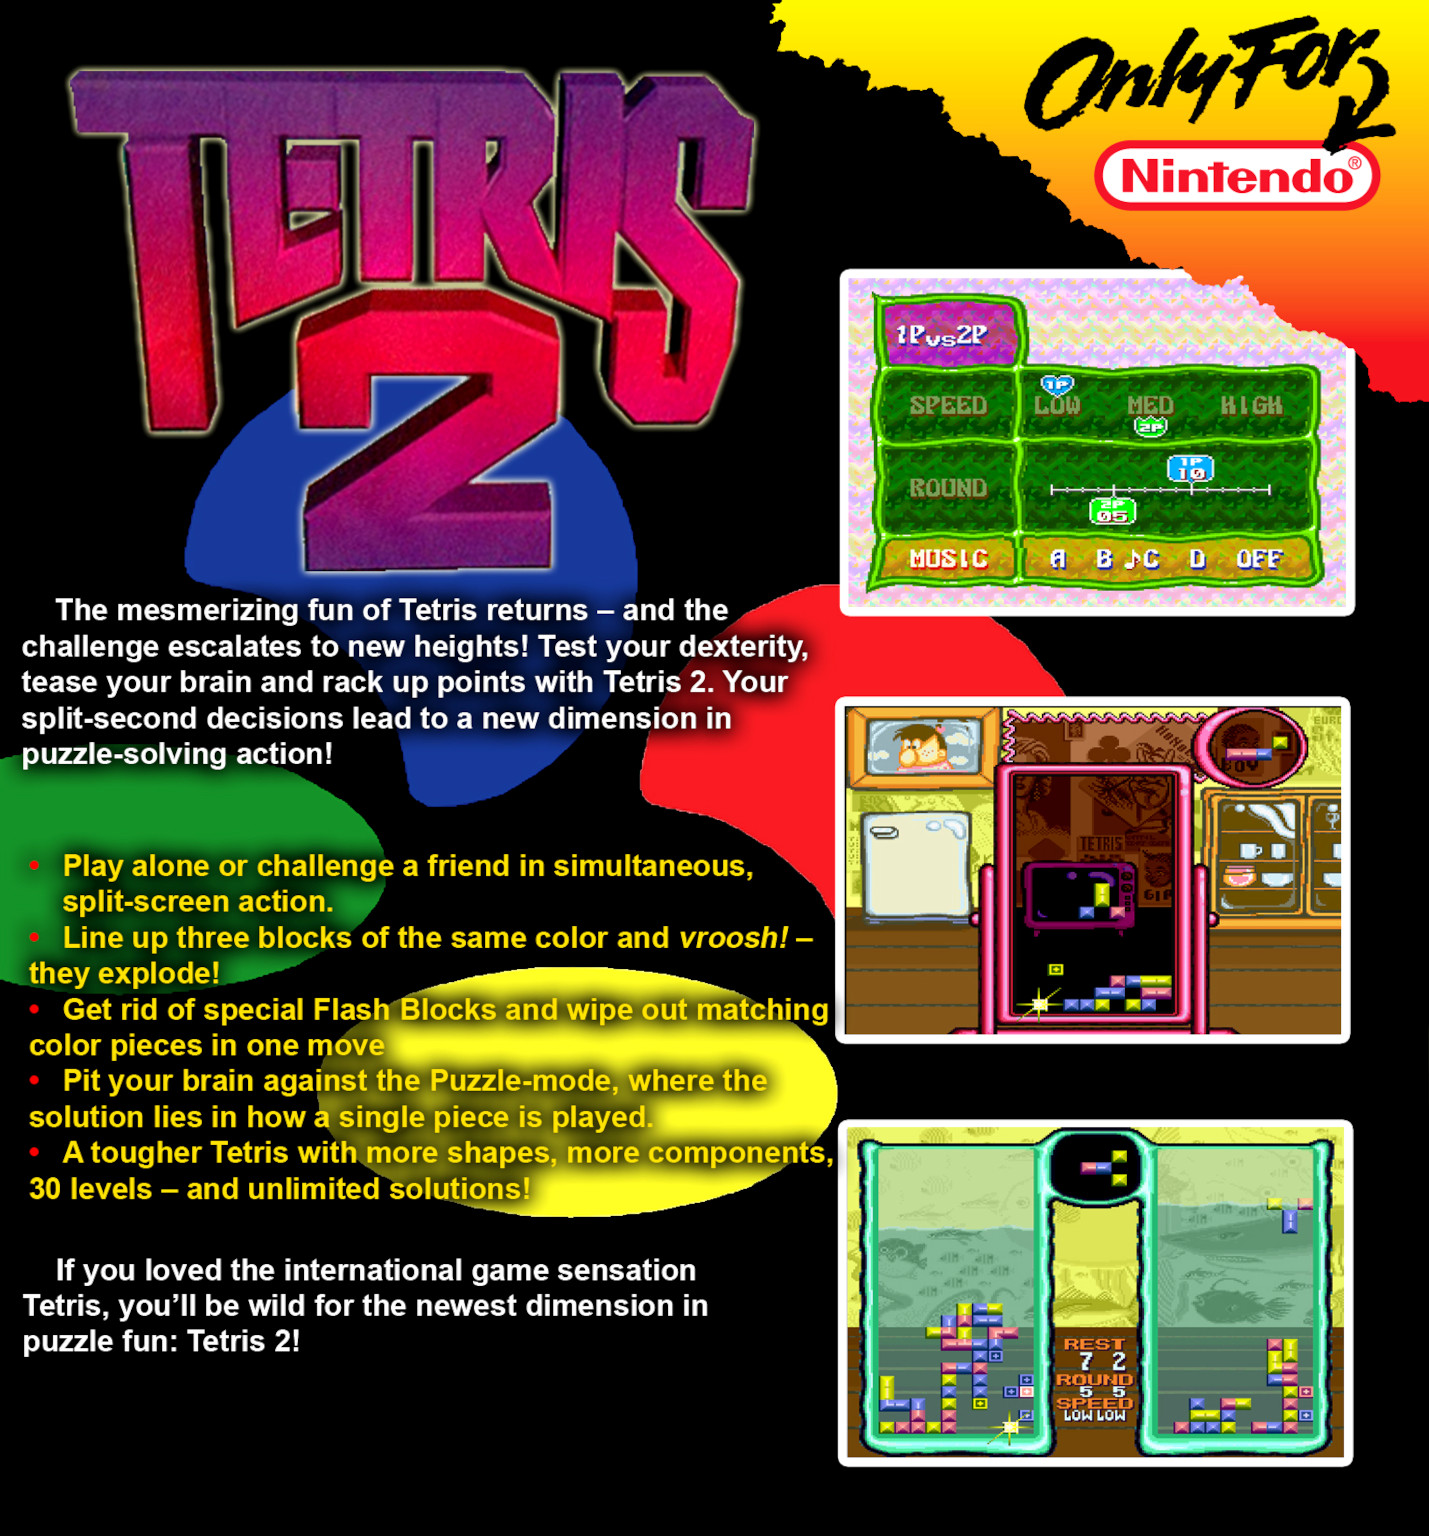 TETRIS
2
Only For
Nintendo®
The mesmerizing fun of Tetris returns – and the
challenge escalates to new heights! Test your dexterity,
tease your brain and rack up points with Tetris 2. Your
split-second decisions lead to a new dimension in
puzzle-solving action!
• Play alone or challenge a friend in simultaneous,
split-screen action.
• Line up three blocks of the same color and vroosh! –
they explode!
• Get rid of special Flash Blocks and wipe out matching
color pieces in one move
• Pit your brain against the Puzzle-mode, where the
solution lies in how a single piece is played.
• A tougher Tetris with more shapes, more components,
30 levels – and unlimited solutions!
If you loved the international game sensation
Tetris, you’ll be wild for the newest dimension in
puzzle fun: Tetris 2!
1P vs 2P
1P
SPEED LOW MED HIGH
2P
1P
10
ROUND
2P
05
MUSIC A B ♪C D OFF
TETRIS
REST
7 2
ROUND
5 5
SPEED
LOW LOW